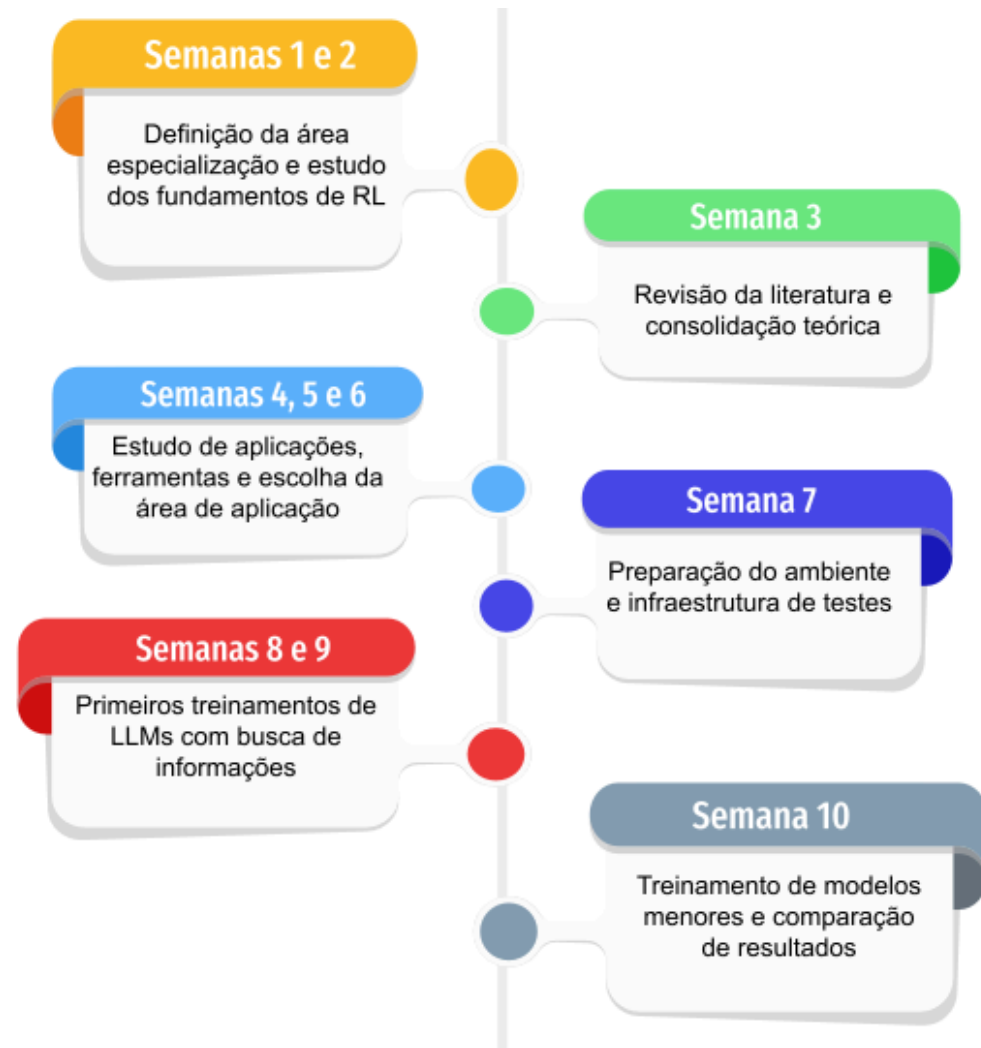 Semanas 1 e 2
Definição da área
especialização e estudo
dos fundamentos de RL
Semana 3
Revisão da literatura e
consolidação teórica
Semanas 4, 5 e 6
Estudo de aplicações,
ferramentas e escolha da
área de aplicação
Semana 7
Preparação do ambiente
e infraestrutura de testes
Semanas 8 e 9
Primeiros treinamentos de
LLMs com busca de
informações
Semana 10
Treinamento de modelos
menores e comparação
de resultados